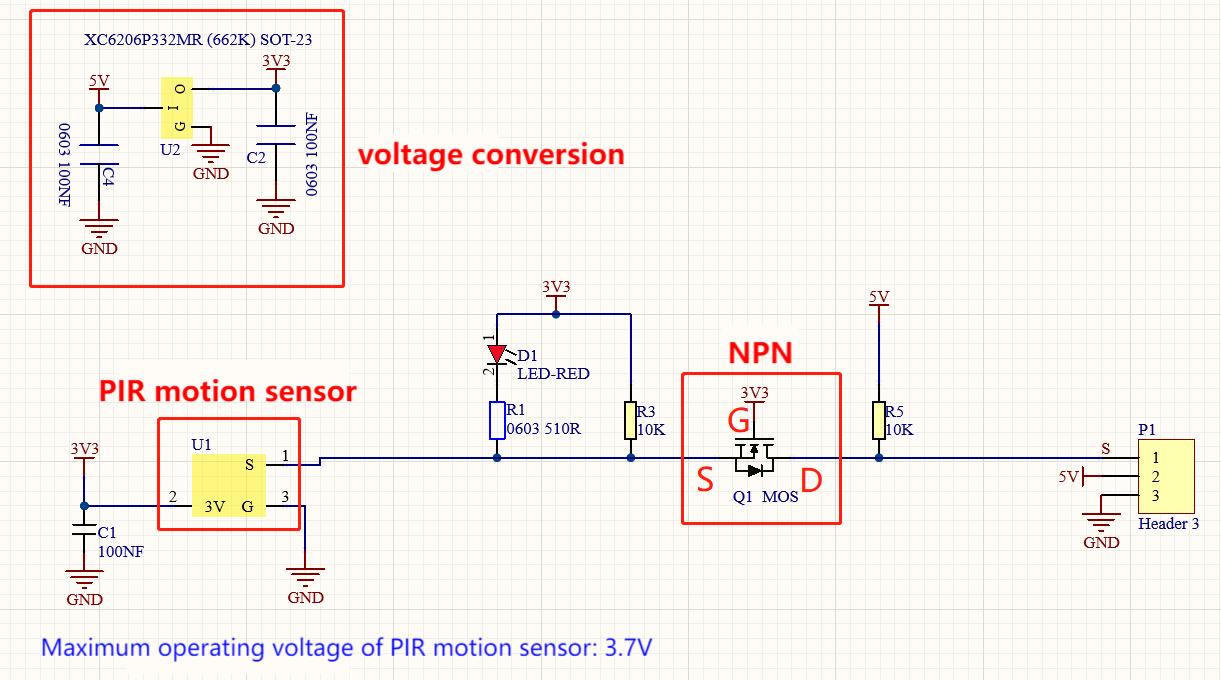 XC6206P332MR (662K) SOT-23
5V
3V3
O
I
G
U2
GND
C4
0603 100NF
GND
C2
0603 100NF
GND
voltage conversion
PIR motion sensor
3V3
U1
S
1
2
3V
G
3
C1
100NF
GND
GND
3V3
1
D1
2
LED-RED
R1
0603 510R
R3
10K
NPN
3V3
G
S
D
Q1 MOS
5V
R5
10K
P1
S
1
5V
2
3
Header 3
GND
Maximum operating voltage of PIR motion sensor: 3.7V